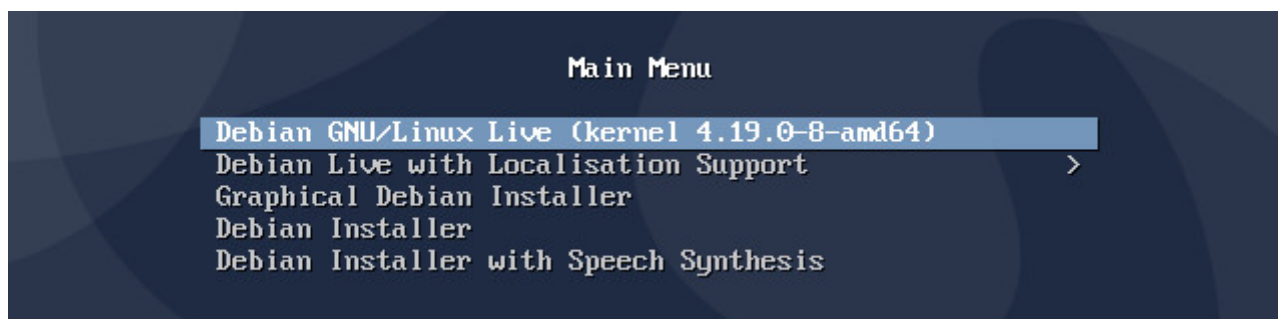 Main Menu
Debian GNU/Linux Live (kernel 4.19.0-8-amd64)
Debian Live with Localisation Support >
Graphical Debian Installer
Debian Installer
Debian Installer with Speech Synthesis